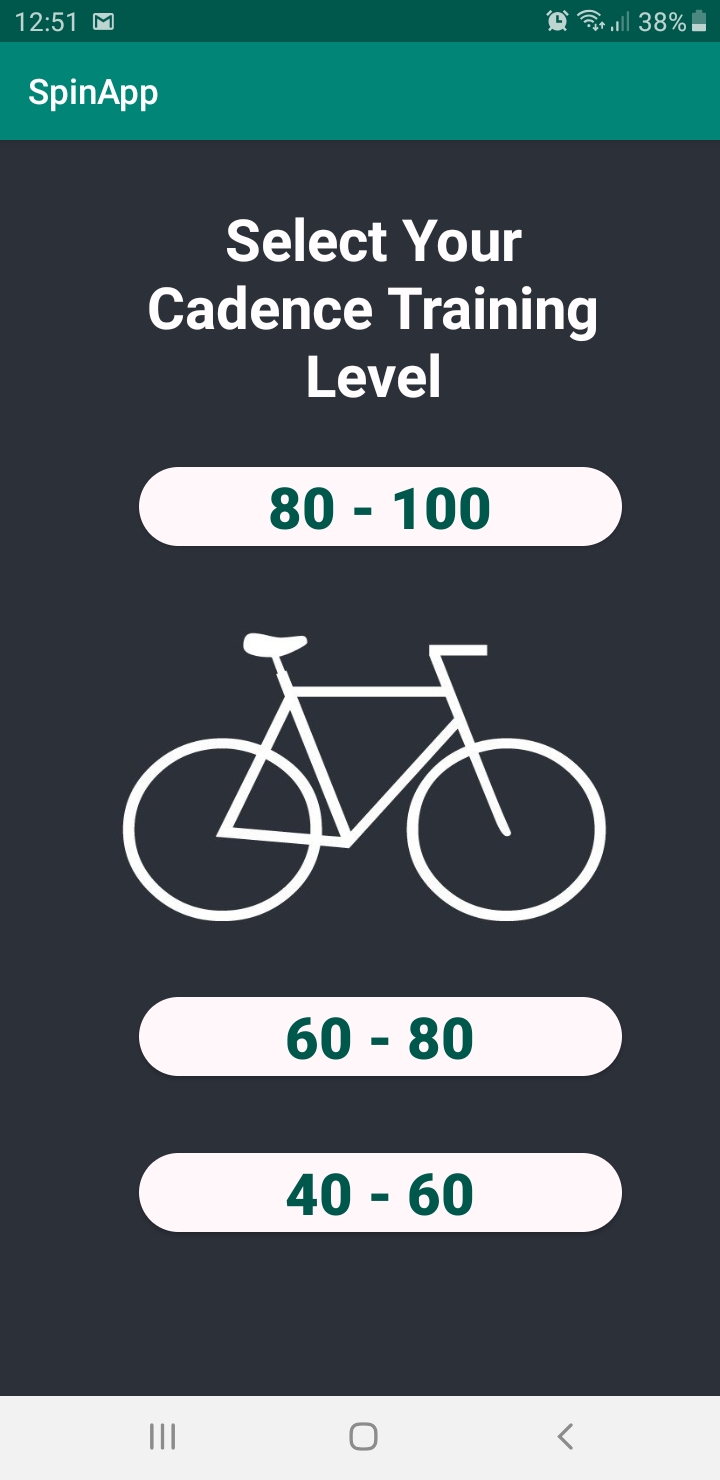 12:51 38%
SpinApp
Select Your
Cadence Training
Level
80 - 100
60 - 80
40 - 60